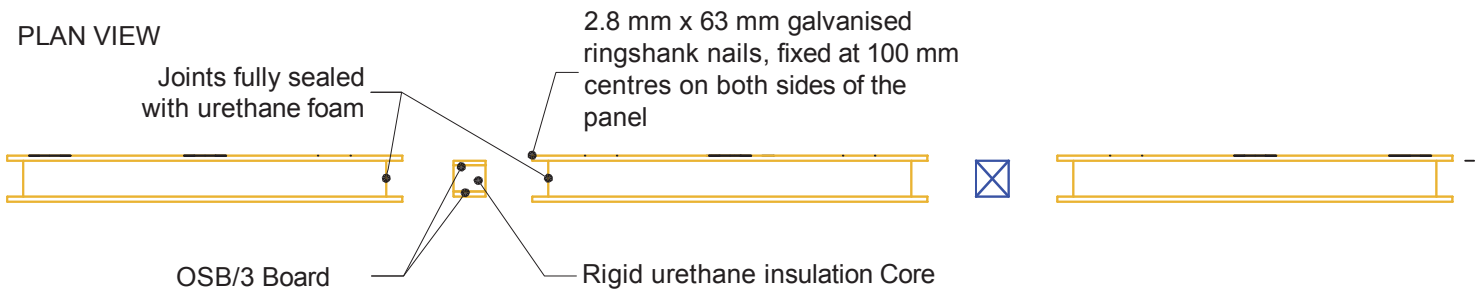 PLAN VIEW
Joints fully sealed
with urethane foam
2.8 mm x 63 mm galvanised
ringshank nails, fixed at 100 mm
centres on both sides of the
panel
OSB/3 Board
Rigid urethane insulation Core